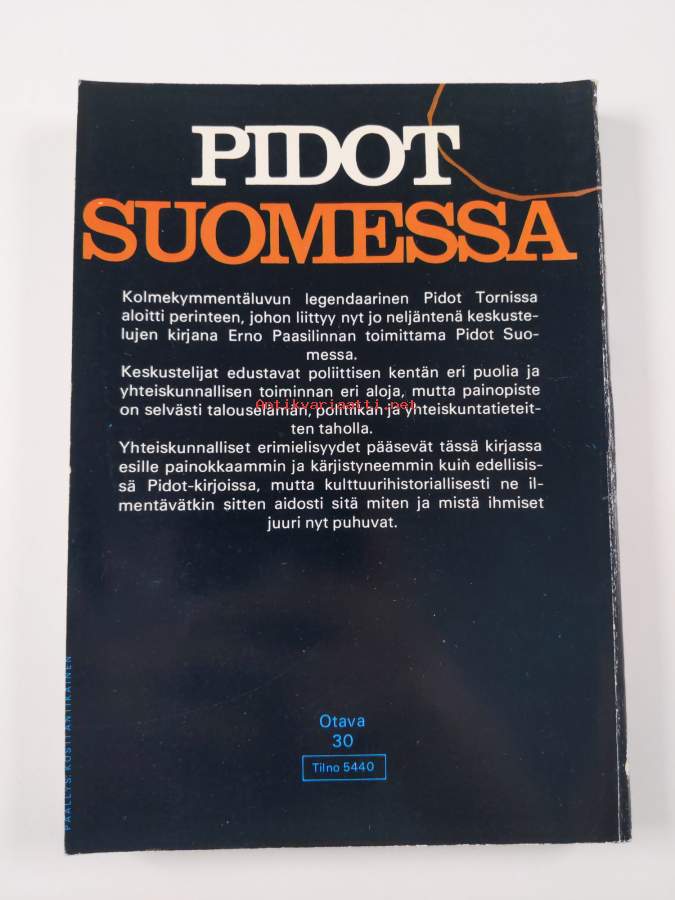 PIDOT
SUOMESSA
Kolmekymmentäluvun legendaarinen Pidot Tornissa
aloitti perinteen, johon liittyy nyt jo neljäntenä keskuste-
lujen kirjana Erno Paasilinnan toimittama Pidot Suo-
messa.
Keskustelijat edustavat poliittisen kentän eri puolia ja
yhteiskunnallisen toiminnan eri aloja, mutta painopiste
on selvästi talouselämän, politiikan ja yhteiskuntatieteit-
ten taholla.
Antikvariaatti.net
Yhteiskunnalliset erimielisyydet pääsevät tässä kirjassa
esille painokkaammin ja kärjistyneemmin kuin edellisis-
sä Pidot-kirjoissa, mutta kulttuurihistoriallisesti ne il-
mentävätkin sitten aidosti sitä miten ja mistä ihmiset
juuri nyt puhuvat.
PÄÄLLYS: KOSTI ANTIKAINEN
Otava
30
Tilno 5440